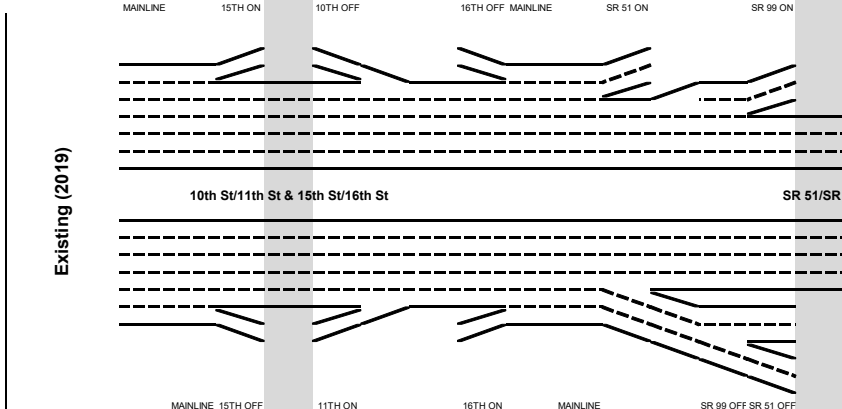 MAINLINE 15TH ON 10TH OFF 16TH OFF MAINLINE SR 51 ON SR 99 ON
Existing (2019)
10th St/11th St & 15th St/16th St SR 51/SR
MAINLINE 15TH OFF 11TH ON 16TH ON MAINLINE SR 99 OFF SR 51 OFF